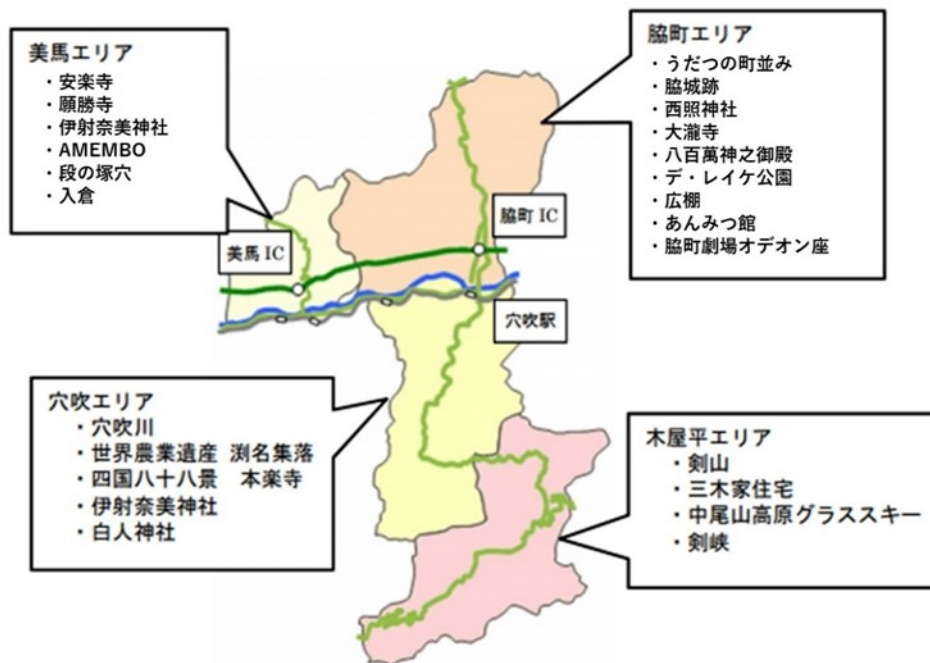 美馬エリア
・安楽寺
・願勝寺
・伊射奈美神社
・AMEMBO
・段の塚穴
・入倉
脇町エリア
・うだつの町並み
・脇城跡
・西照神社
・大瀧寺
・八百萬神之御殿
・デ・レイケ公園
・広棚
・あんみつ館
・脇町劇場オデオン座
脇町 IC
美馬 IC
穴吹駅
穴吹エリア
・穴吹川
・世界農業遺産 渕名集落
・四国八十八景 本楽寺
・伊射奈美神社
・白人神社
木屋平エリア
・剣山
・三木家住宅
・中尾山高原グラススキー
・剣峡